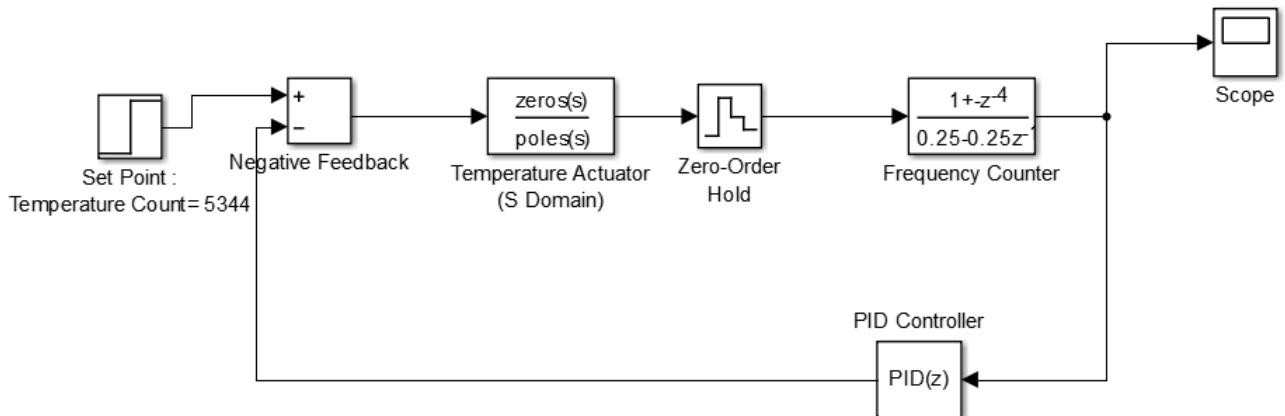 Set Point :
Temperature Count= 5344
+
−
Negative Feedback
zeros(s)
poles(s)
Temperature Actuator
(S Domain)
Zero-Order
Hold
1+-z-4
0.25-0.25z-1
Frequency Counter
Scope
PID Controller
PID(z)